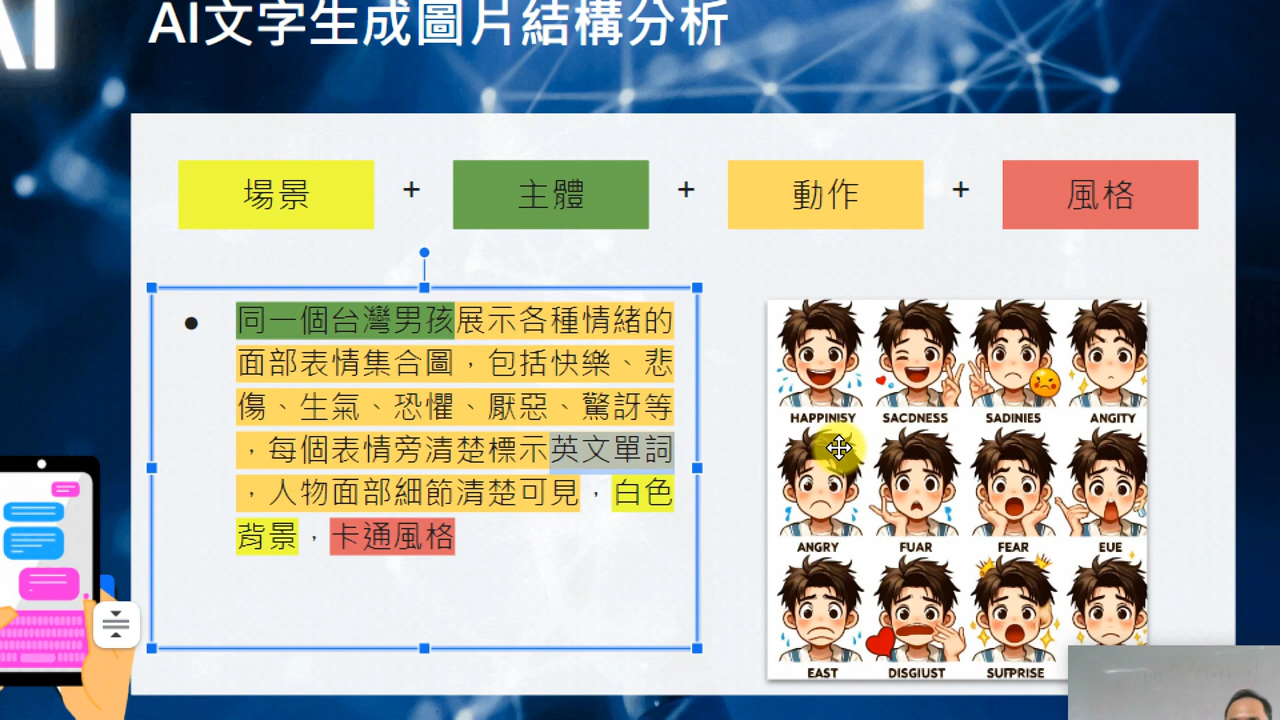 AI
AI文字生成圖片結構分析
場景 + 主體 + 動作 + 風格
● 同一個台灣男孩展示各種情緒的
面部表情集合圖，包括快樂、悲
傷、生氣、恐懼、厭惡、驚訝等
，每個表情旁清楚標示英文單詞
，人物面部細節清楚可見，白色
背景，卡通風格
HAPPINISY SACDNESS SADINIES ANGITY
ANGRY FUAR FEAR EUE
EAST DISGIUST SUFPRISE